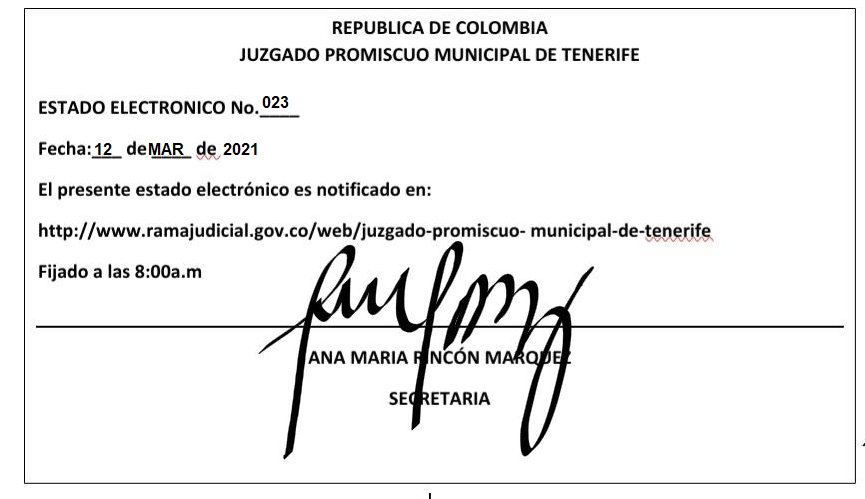 REPUBLICA DE COLOMBIA
JUZGADO PROMISCUO MUNICIPAL DE TENERIFE
ESTADO ELECTRONICO No. 023
Fecha: 12 de MAR de 2021
El presente estado electrónico es notificado en:
http://www.ramajudicial.gov.co/web/juzgado-promiscuo- municipal-de-tenerife
Fijado a las 8:00a.m
ANA MARIA RINCÓN MARQUEZ
SECRETARIA